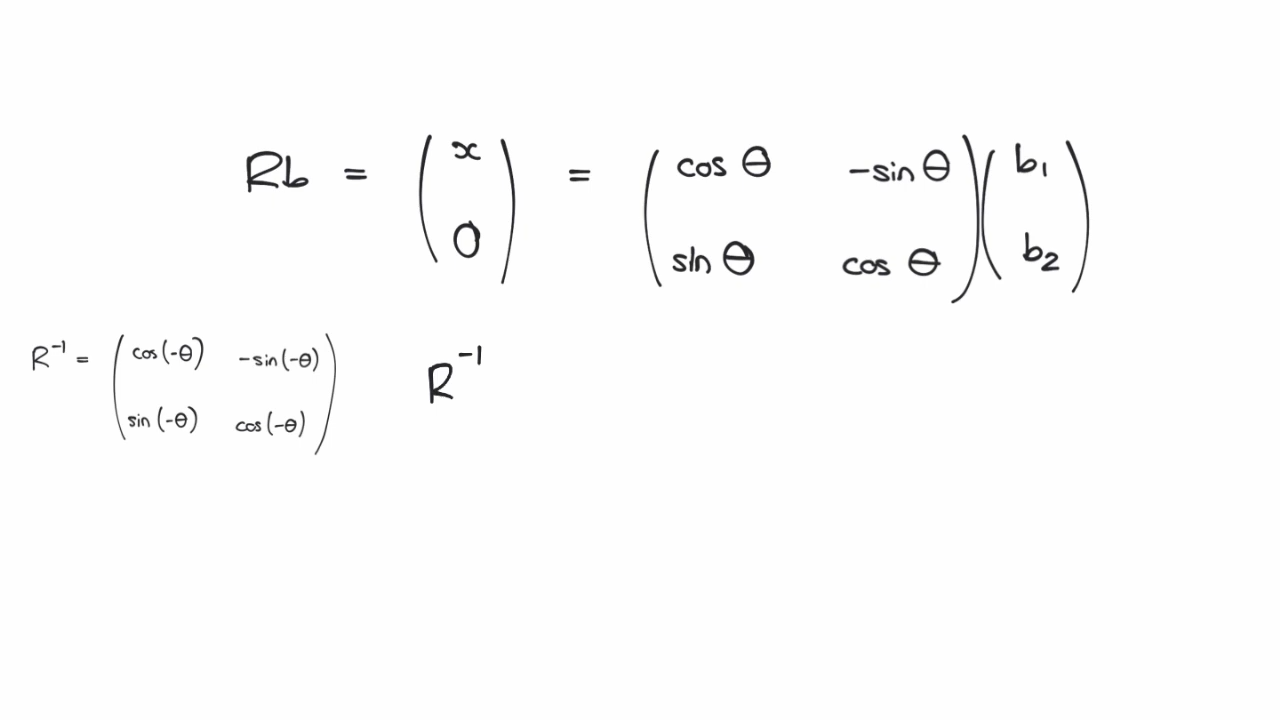 Rb = (x 0) = (cos θ -sin θ sin θ cos θ)(b₁ b₂)
R⁻¹ = (cos(-θ) -sin(-θ) sin(-θ) cos(-θ))
R⁻¹